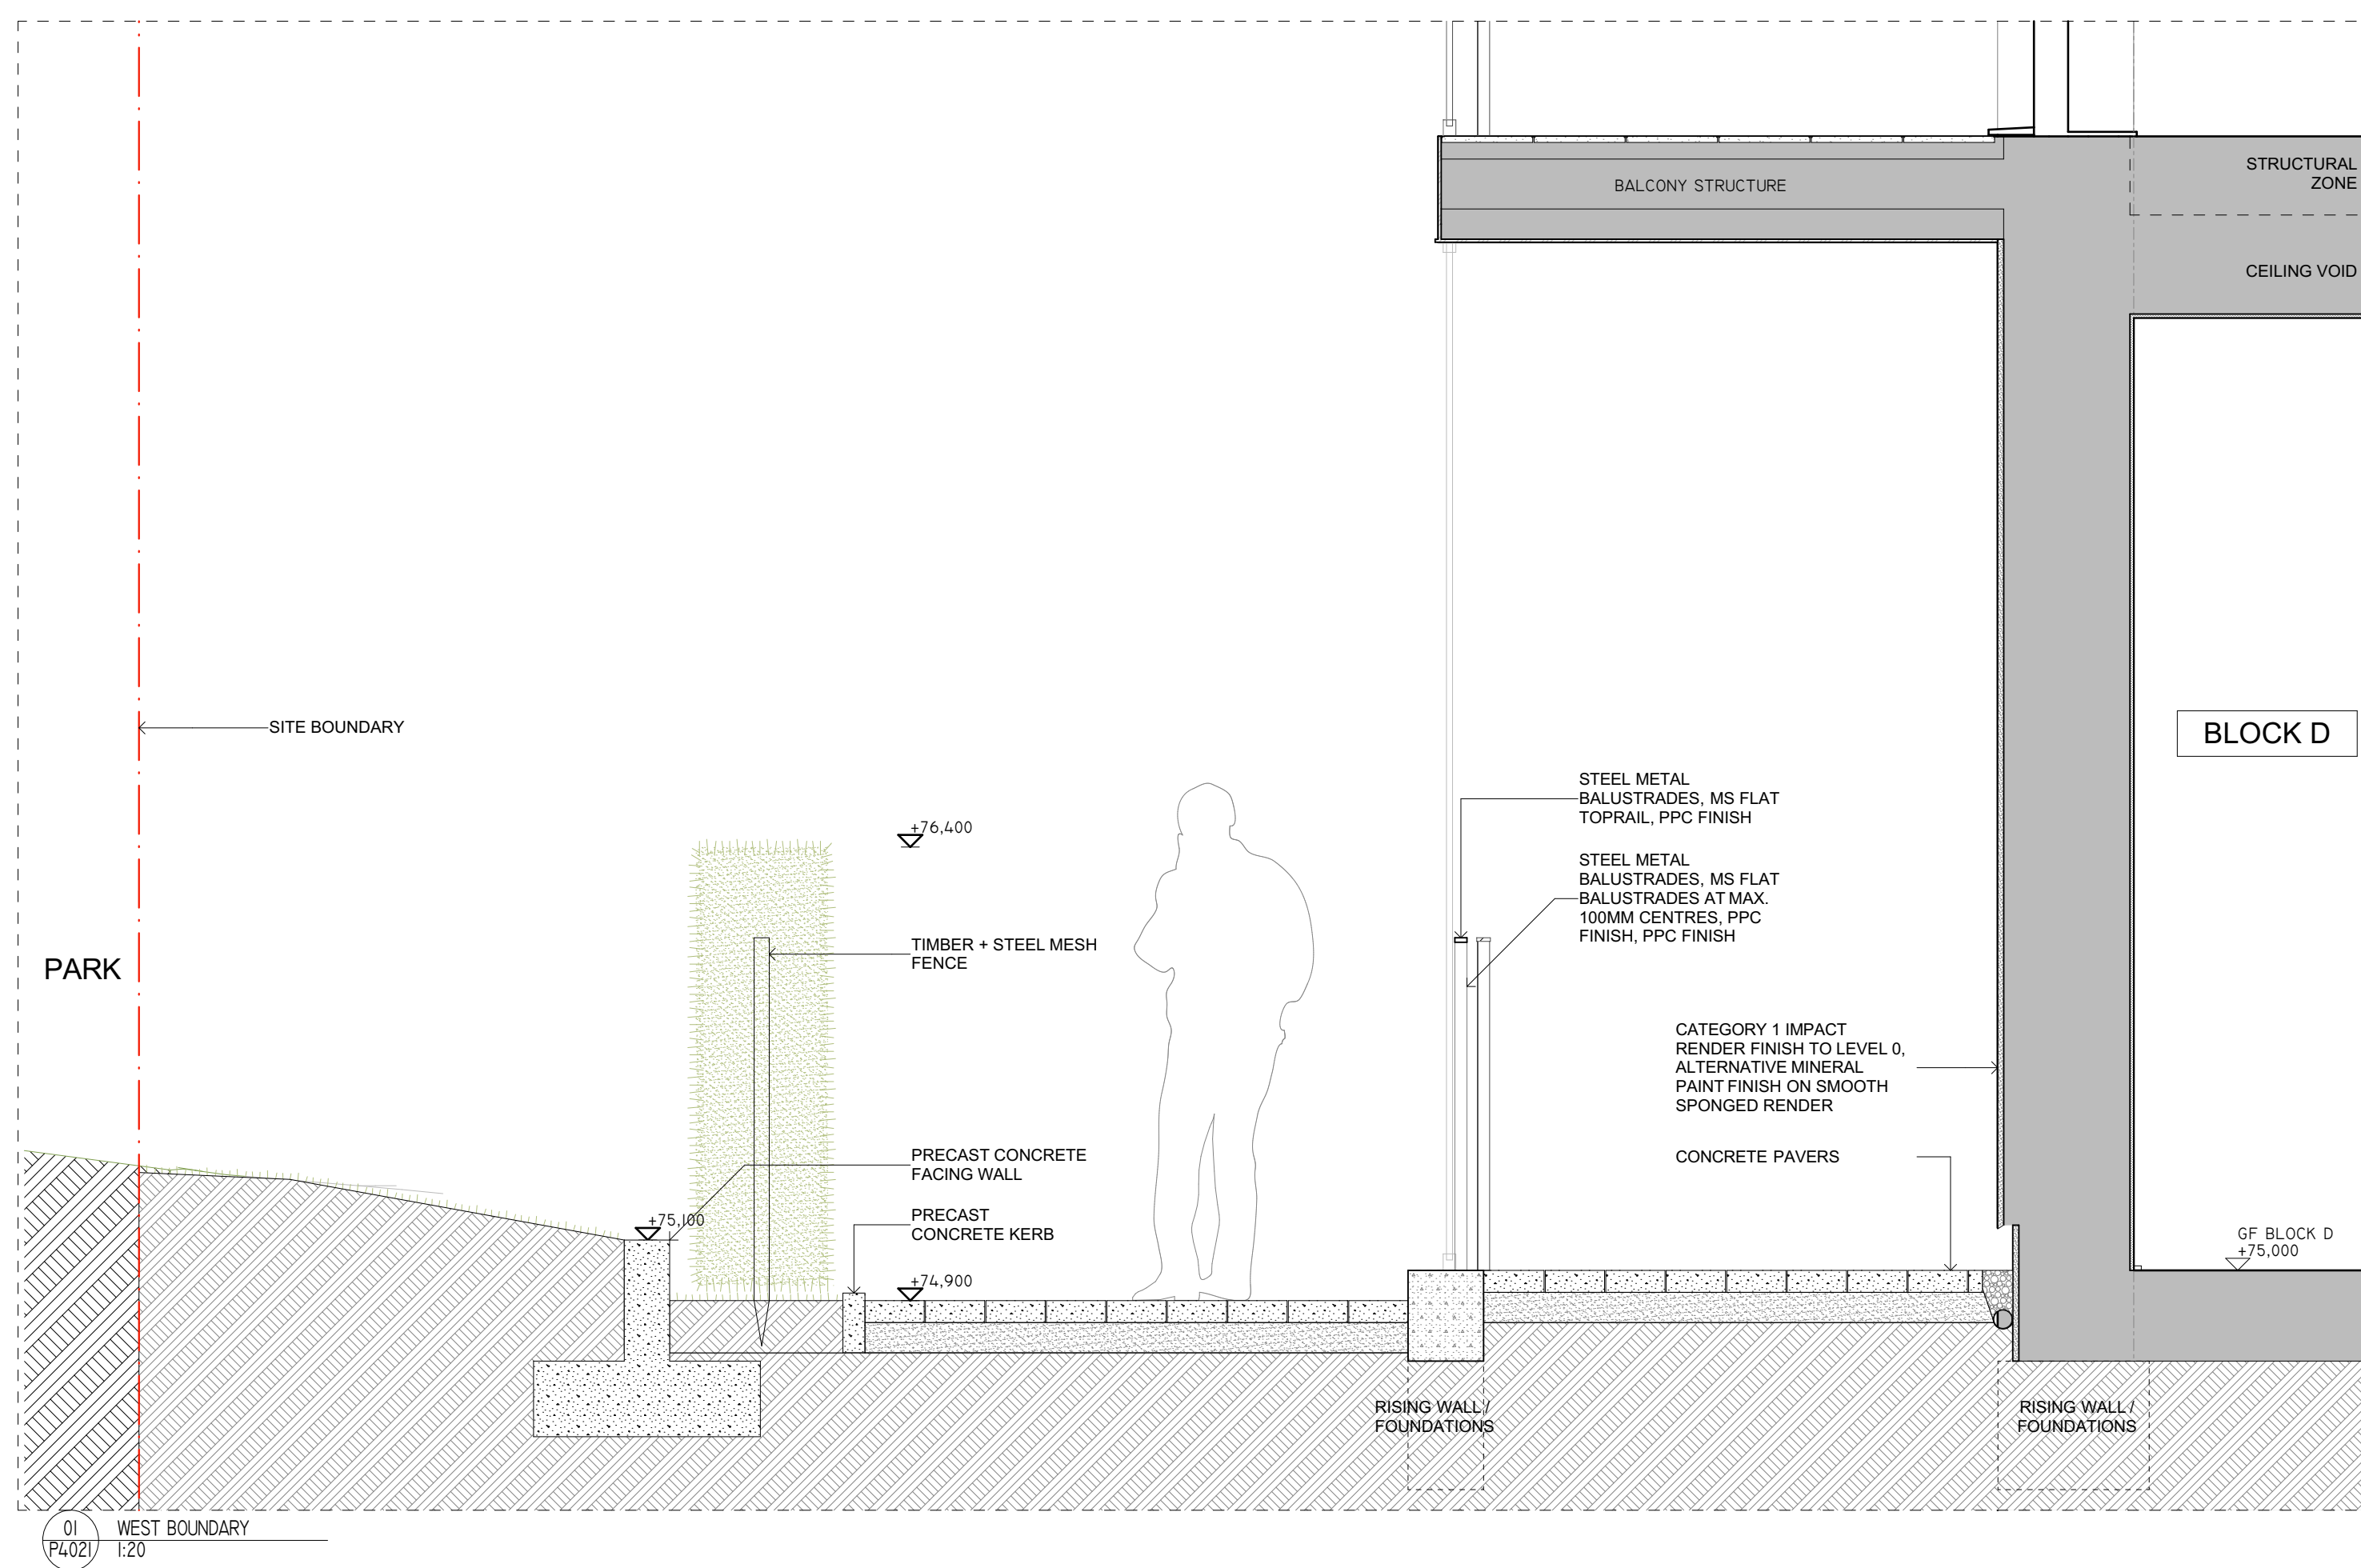 BALCONY STRUCTURE
STRUCTURAL
ZONE
CEILING VOID
SITE BOUNDARY
BLOCK D
STEEL METAL
BALUSTRADES, MS FLAT
TOPRAIL, PPC FINISH
+76,400
STEEL METAL
BALUSTRADES, MS FLAT
BALUSTRADES AT MAX.
100MM CENTRES, PPC
FINISH, PPC FINISH
TIMBER + STEEL MESH
FENCE
PARK
CATEGORY 1 IMPACT
RENDER FINISH TO LEVEL 0,
ALTERNATIVE MINERAL
PAINT FINISH ON SMOOTH
SPONGED RENDER
PRECAST CONCRETE
FACING WALL
CONCRETE PAVERS
+75,100
PRECAST
CONCRETE KERB
GF BLOCK D
+75,000
+74,900
RISING WALL /
FOUNDATIONS
RISING WALL /
FOUNDATIONS
01
P4021
WEST BOUNDARY
1:20